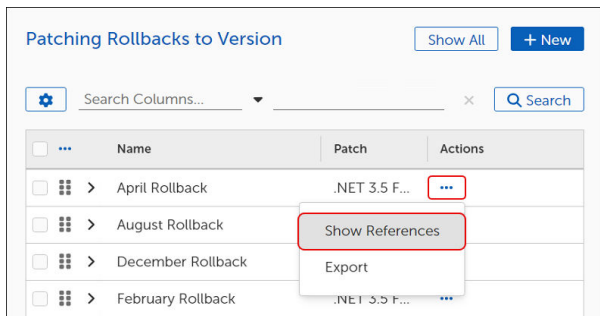 Patching Rollbacks to Version
Show All
+ New
Search Columns...
Search
Name Patch Actions
April Rollback .NET 3.5 F... ...
August Rollback
Show References
December Rollback
Export
February Rollback .NET 3.5 F... ...